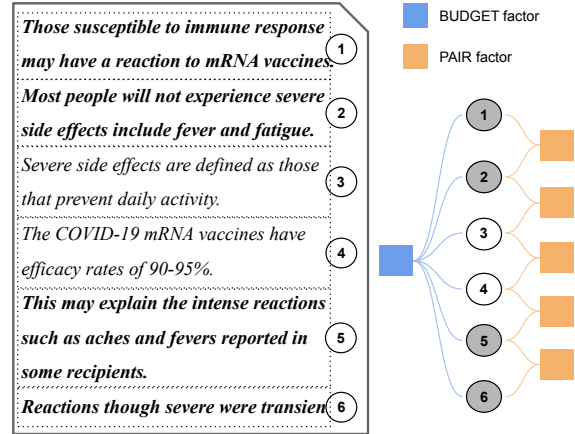 Those susceptible to immune response
may have a reaction to mRNA vaccines.
1
Most people will not experience severe
side effects include fever and fatigue.
2
Severe side effects are defined as those
that prevent daily activity.
3
The COVID-19 mRNA vaccines have
efficacy rates of 90-95%.
4
This may explain the intense reactions
such as aches and fevers reported in
some recipients.
5
Reactions though severe were transien
6
BUDGET factor
PAIR factor
1
2
3
4
5
6